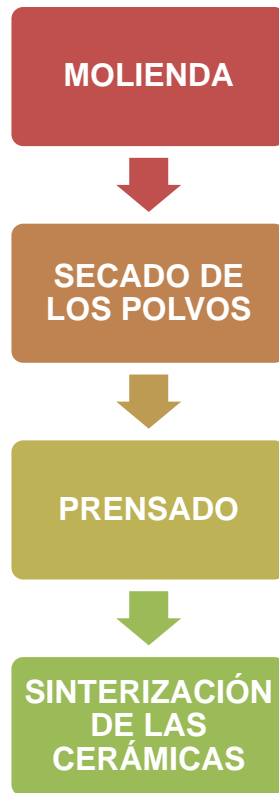 MOLIENDA
SECADO DE
LOS POLVOS
PRENSADO
SINTERIZACIÓN
DE LAS
CERÁMICAS